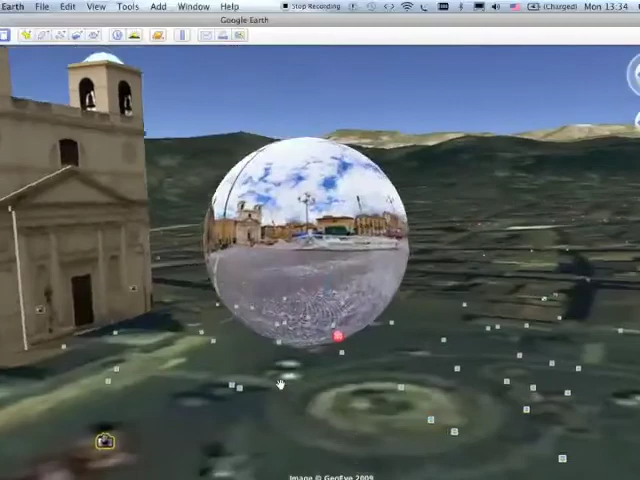 Earth File Edit View Tools Add Window Help Stop Recording (Charged) Mon 13:34
Google Earth
Image © GeoEye 2009